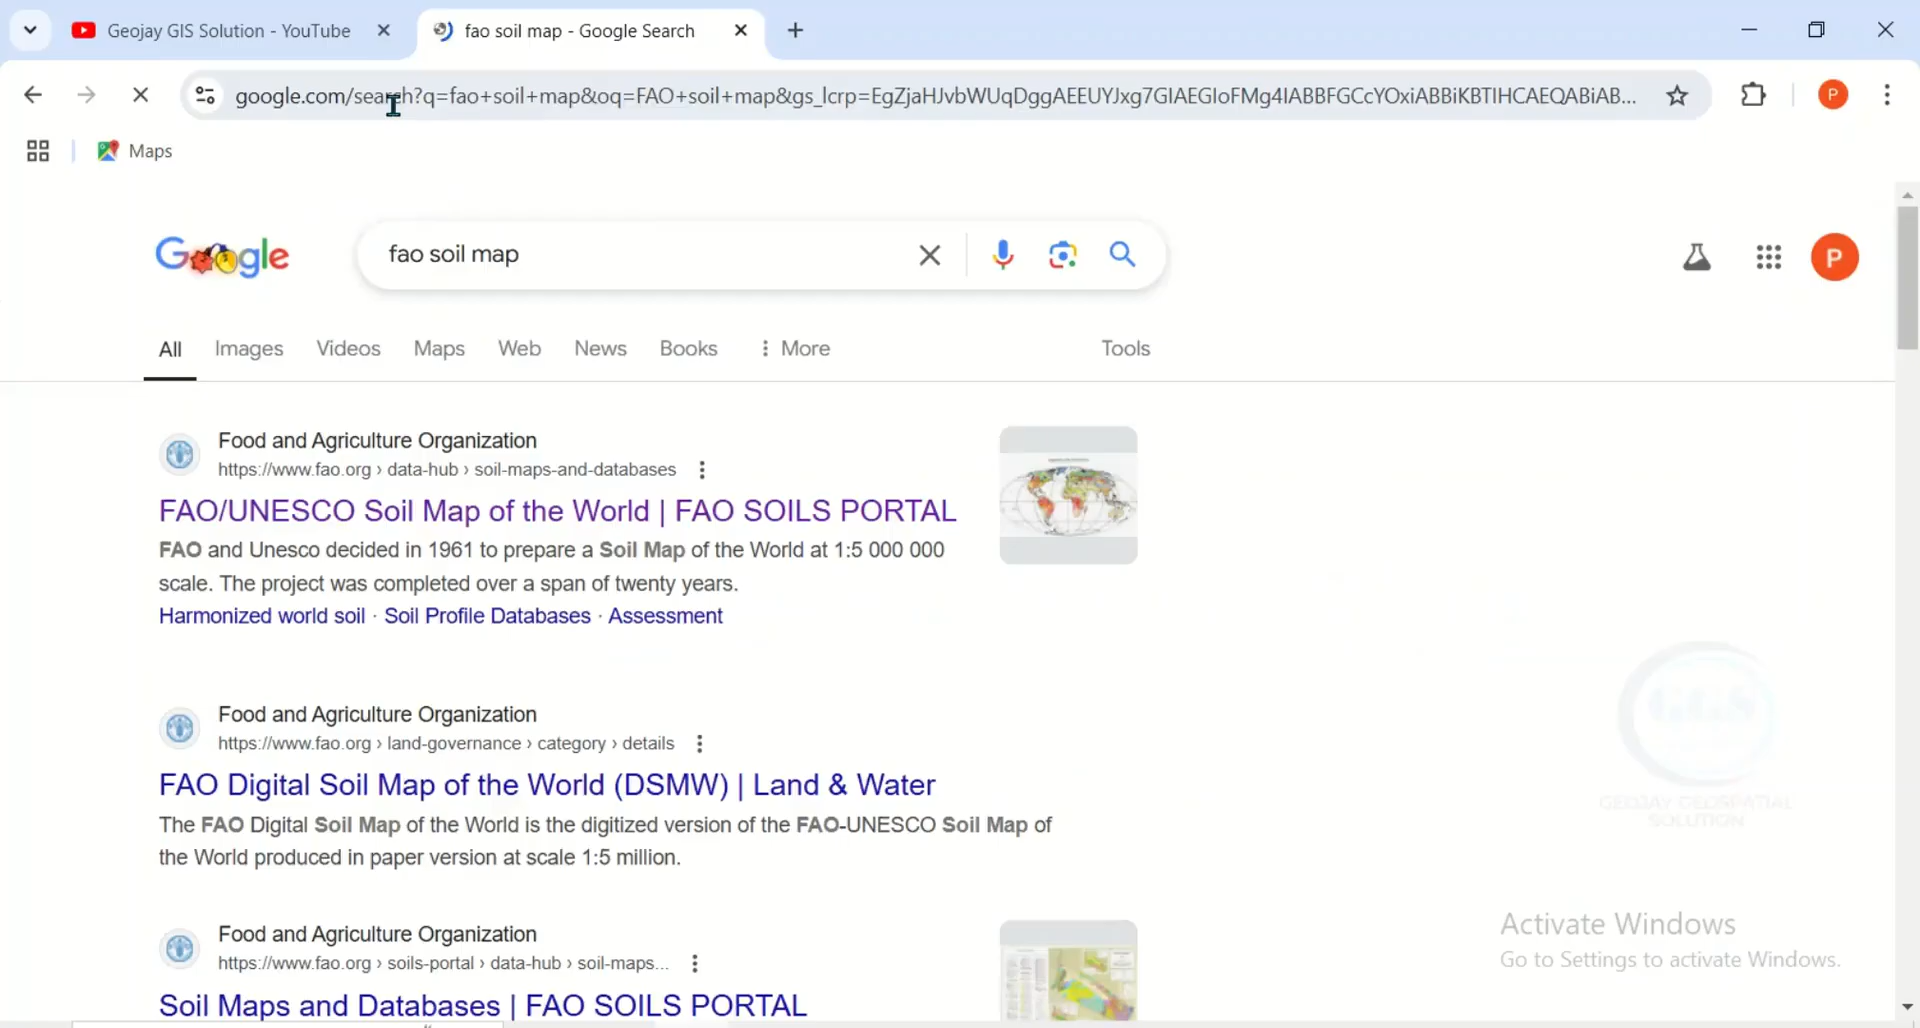 Geojay GIS Solution - YouTube
fao soil map - Google Search
google.com/search?q=fao+soil+map&oq=FAO+soil+map&gs_lcrp=EgZjaHJvbWUqDggAEEUYJxg7GIAEGIoFMg4IABBFGCcYOxiABBiKBTIHCAEQABiAB...
P
Maps
Google
fao soil map
P
All
Images
Videos
Maps
Web
News
Books
More
Tools
Food and Agriculture Organization
https://www.fao.org › data-hub › soil-maps-and-databases
FAO/UNESCO Soil Map of the World | FAO SOILS PORTAL
FAO and Unesco decided in 1961 to prepare a Soil Map of the World at 1:5 000 000
scale. The project was completed over a span of twenty years.
Harmonized world soil · Soil Profile Databases · Assessment
Food and Agriculture Organization
https://www.fao.org › land-governance › category › details
FAO Digital Soil Map of the World (DSMW) | Land & Water
The FAO Digital Soil Map of the World is the digitized version of the FAO-UNESCO Soil Map of
the World produced in paper version at scale 1:5 million.
GGS
GEOJAY GEOSPATIAL
SOLUTION
Food and Agriculture Organization
https://www.fao.org › soils-portal › data-hub › soil-maps...
Soil Maps and Databases | FAO SOILS PORTAL
Activate Windows
Go to Settings to activate Windows.